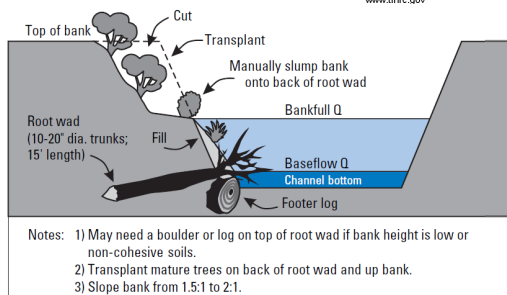 www.tnrc.gov
Cut
Top of bank
Transplant
Manually slump bank
onto back of root wad
Bankfull Q
Root wad
(10-20" dia. trunks;
15' length)
Fill
Baseflow Q
Channel bottom
Footer log
Notes: 1) May need a boulder or log on top of root wad if bank height is low or
non-cohesive soils.
2) Transplant mature trees on back of root wad and up bank.
3) Slope bank from 1.5:1 to 2:1.